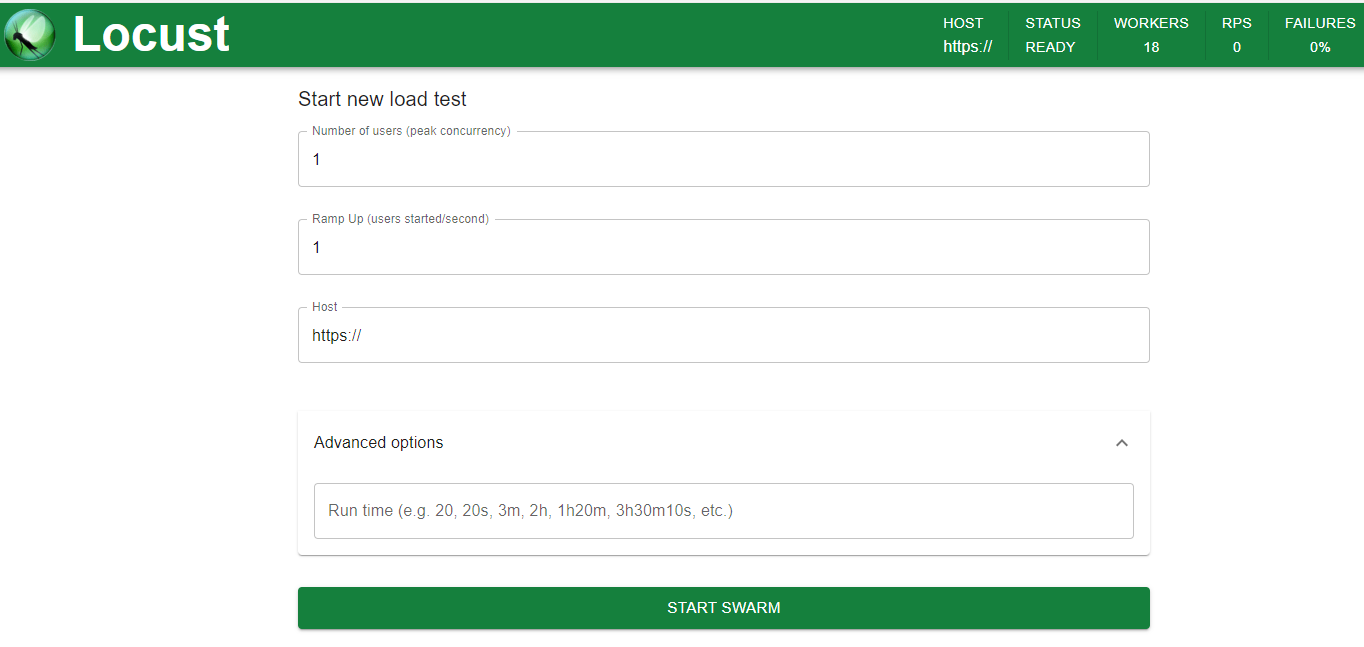 Locust
HOST
https://
STATUS
READY
WORKERS
18
RPS
0
FAILURES
0%
Start new load test
Number of users (peak concurrency)
1
Ramp Up (users started/second)
1
Host
https://
Advanced options
Run time (e.g. 20, 20s, 3m, 2h, 1h20m, 3h30m10s, etc.)
START SWARM